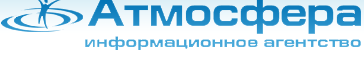 Атмосфера
информационное агентство